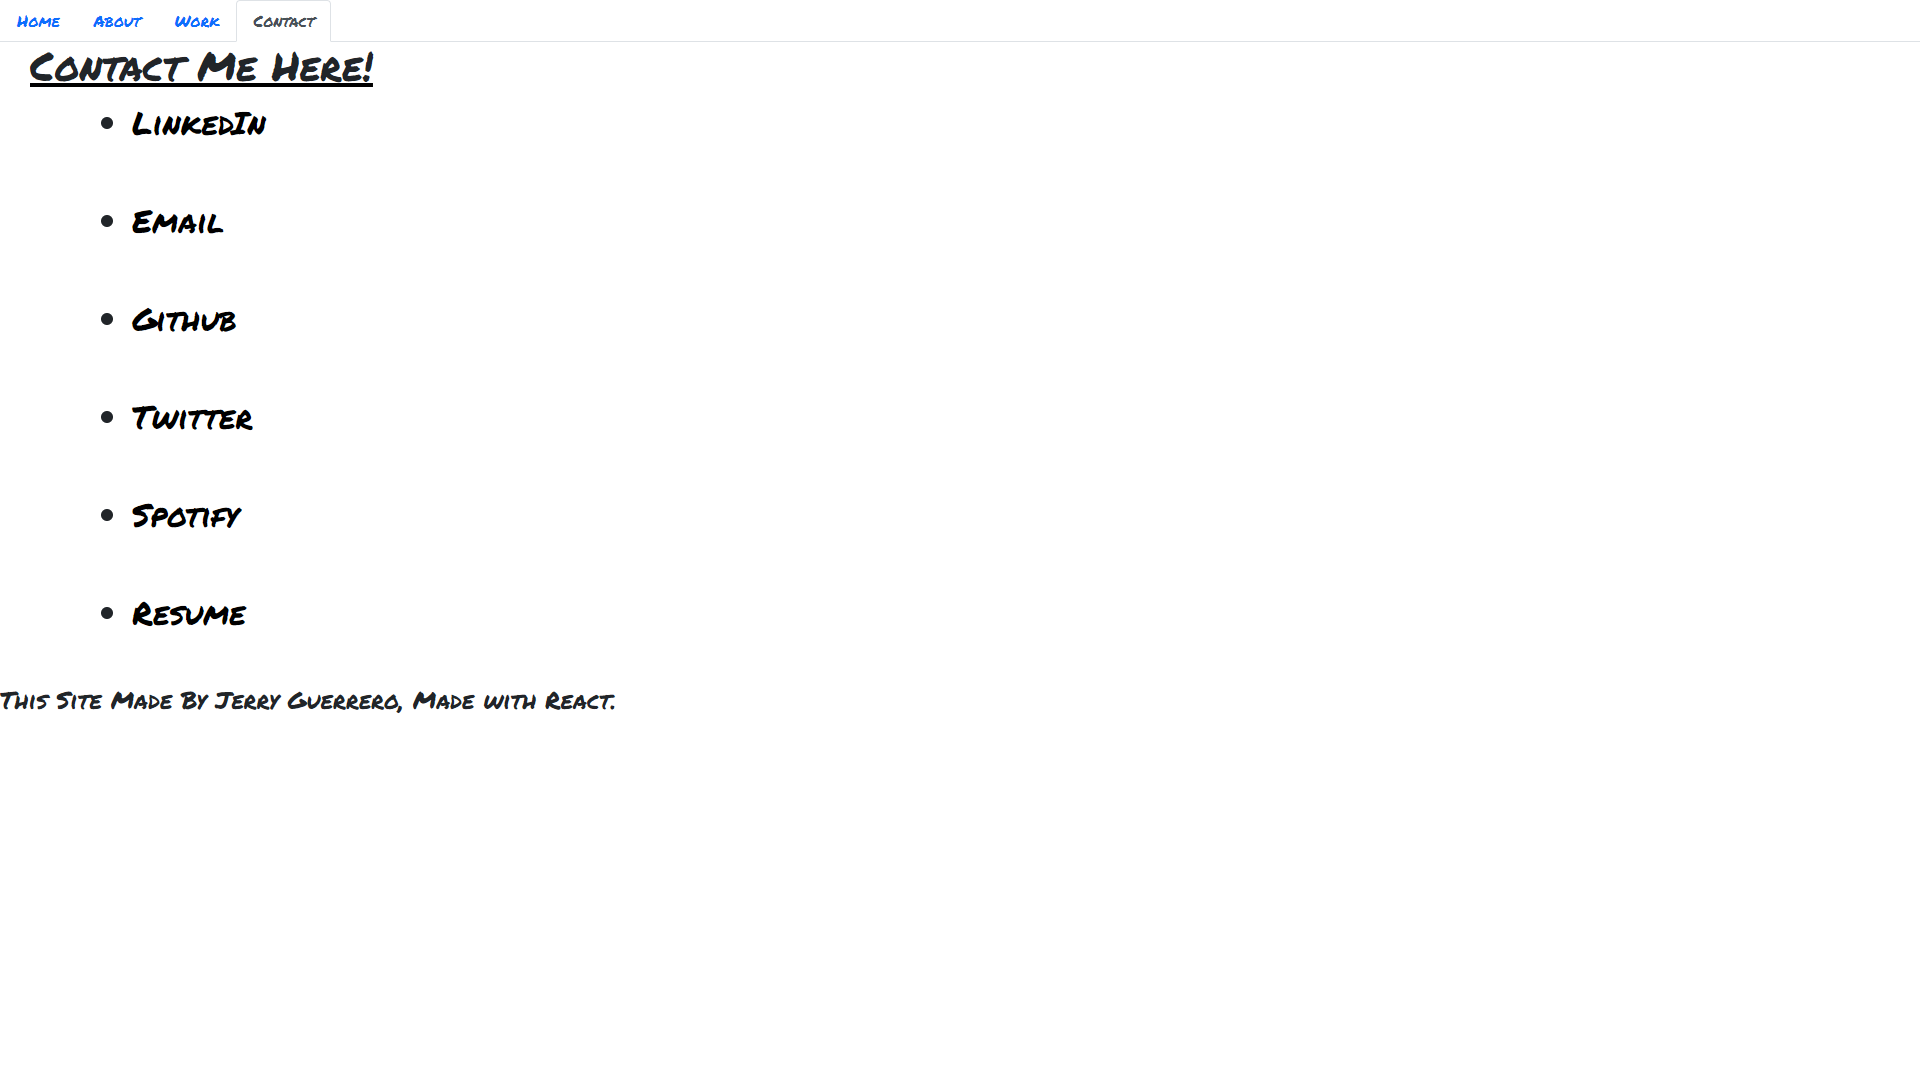 Home About Work Contact
Contact Me Here!
LinkedIn
Email
Github
Twitter
Spotify
Resume
This Site Made By Jerry Guerrero, Made with React.